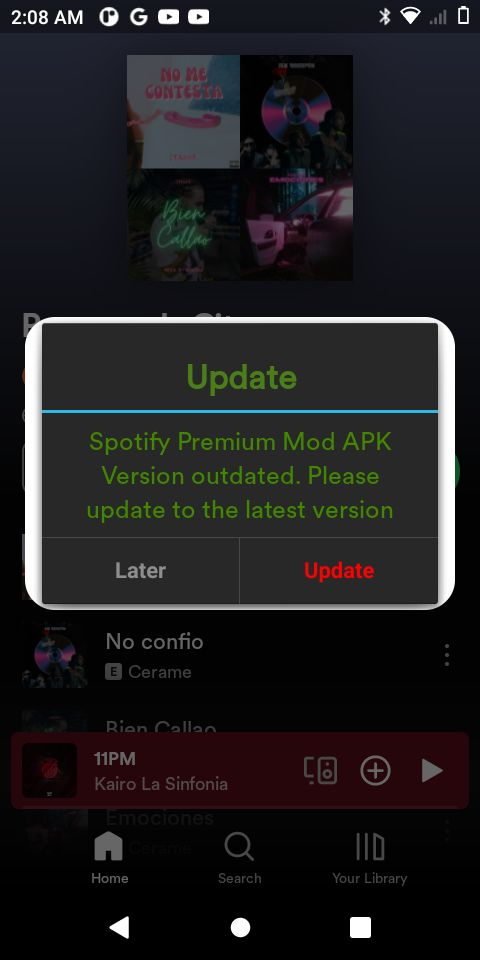 2:08 AM
NO ME
CONTESTA
EMOCIONES
Bien
Callao
Update
Spotify Premium Mod APK
Version outdated. Please
update to the latest version
Later
Update
No confio
E Cerame
Bien Callao
11PM
Kairo La Sinfonia
Emociones
Cerame
Home
Search
Your Library